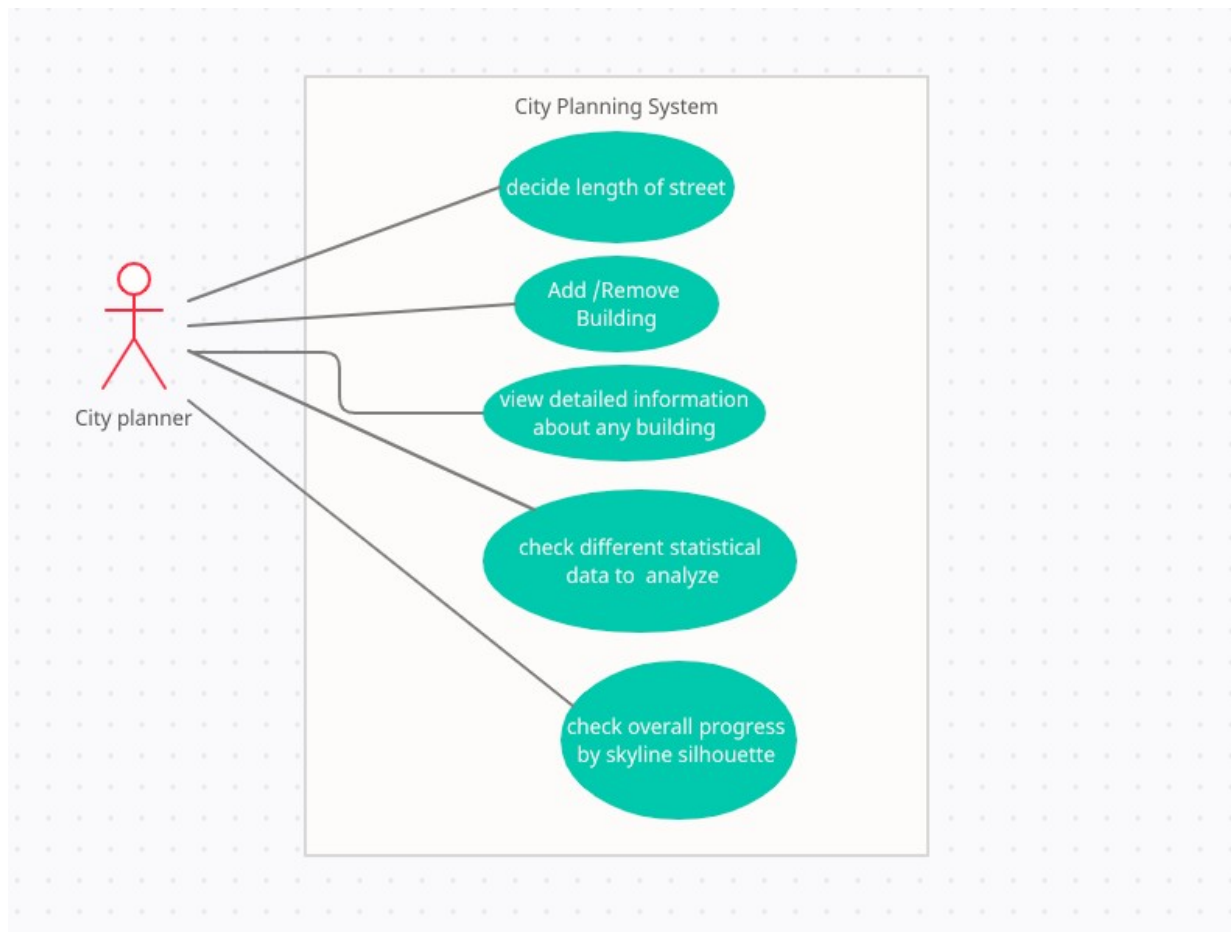 City Planning System
decide length of street
Add /Remove
Building
view detailed information
about any building
City planner
check different statistical
data to  analyze
check overall progress
by skyline silhouette